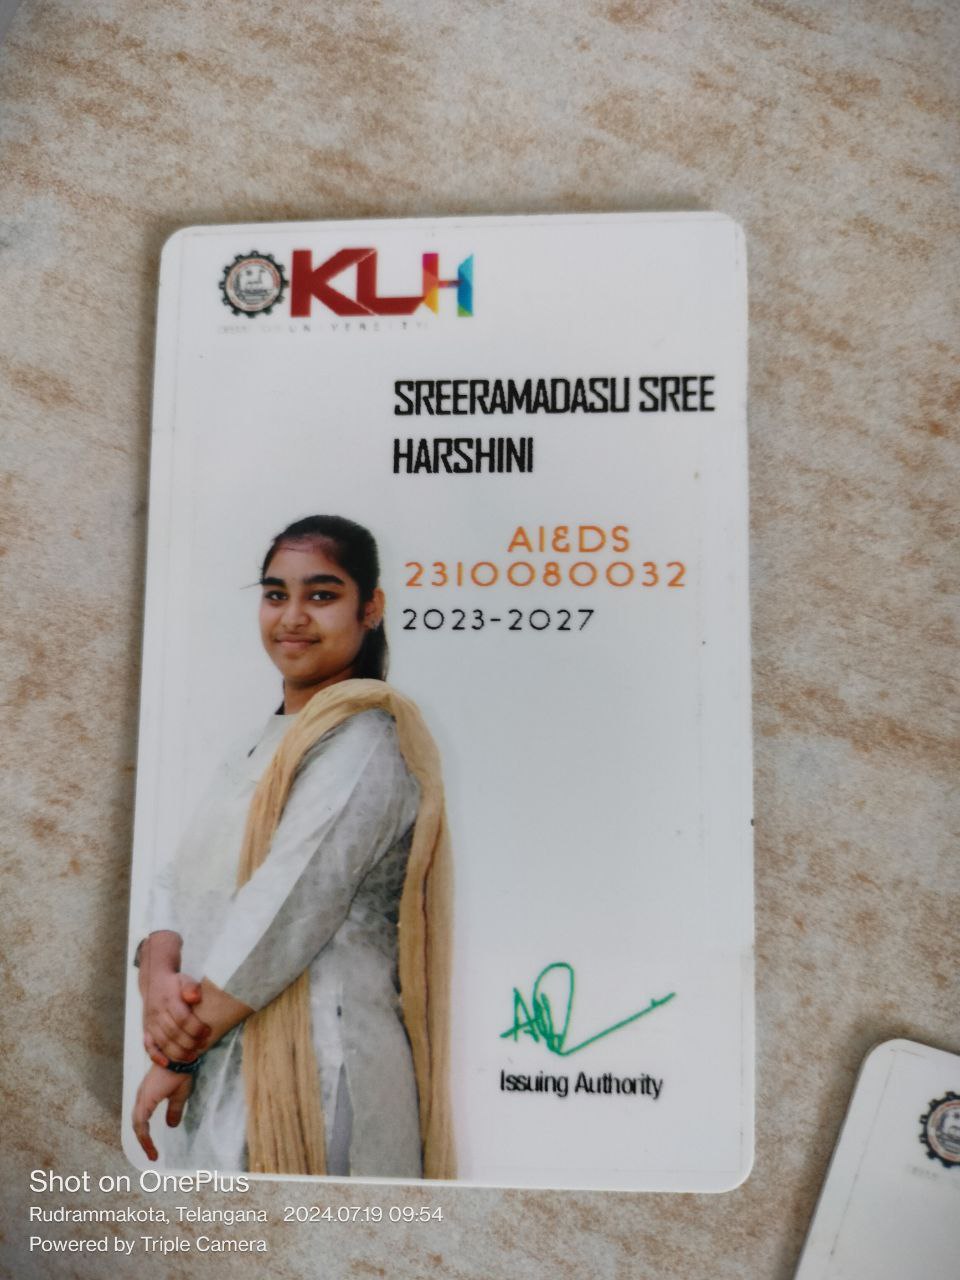 KLH
UNIVERSITY
SREERAMADASU SREE
HARSHINI
AI&DS
2310080032
2023-2027
Issuing Authority
Shot on OnePlus
Rudrammakota, Telangana 2024.07.19 09:54
Powered by Triple Camera